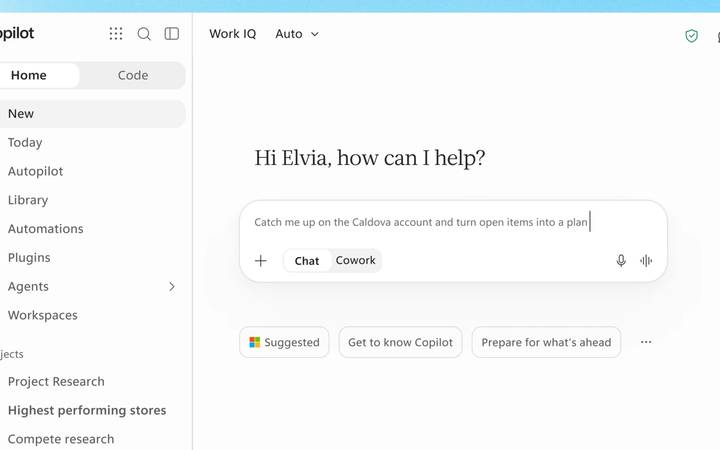 opilot
Work IQ
Auto
Home
Code
New
Today
Autopilot
Library
Automations
Plugins
Agents
Workspaces
jects
Project Research
Highest performing stores
Compete research
Hi Elvia, how can I help?
Catch me up on the Caldova account and turn open items into a plan
Chat
Cowork
Suggested
Get to know Copilot
Prepare for what's ahead